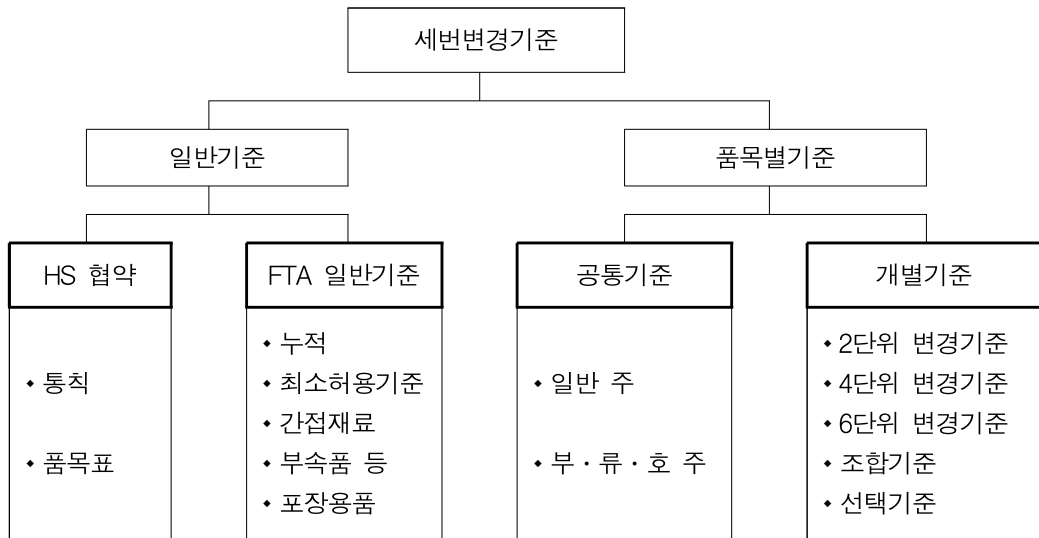 세번변경기준
일반기준
품목별기준
HS 협약
FTA 일반기준
공통기준
개별기준
◆ 통칙
◆ 품목표
◆ 누적
◆ 최소허용기준
◆ 간접재료
◆ 부속품 등
◆ 포장용품
◆ 일반 주
◆ 부·류·호 주
◆ 2단위 변경기준
◆ 4단위 변경기준
◆ 6단위 변경기준
◆ 조합기준
◆ 선택기준